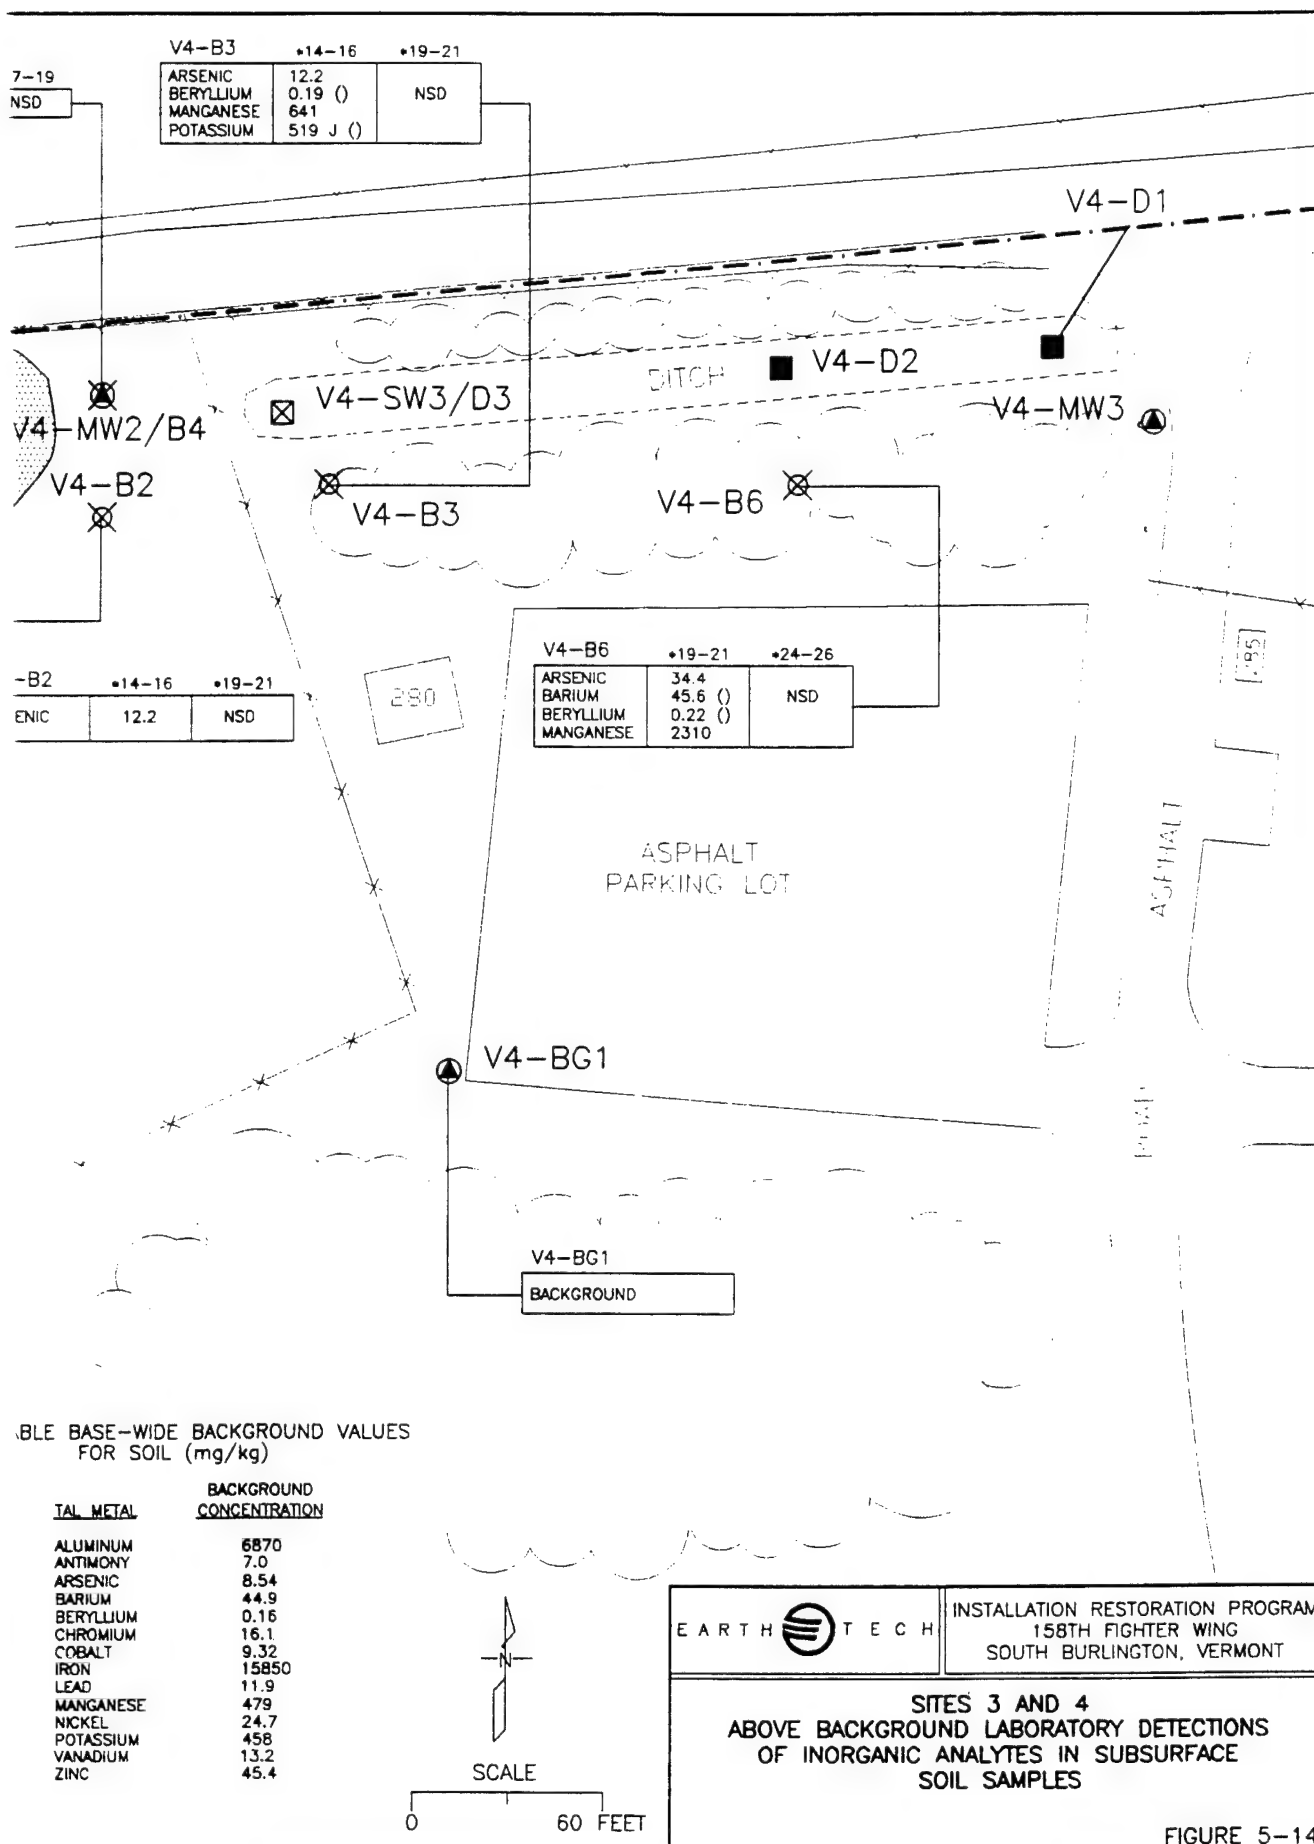 V4-B3 *14-16 *19-21
ARSENIC 12.2
BERYLLIUM 0.19 () NSD
MANGANESE 641
POTASSIUM 519 J ()
7-19
NSD
V4-D1
V4-D2
DITCH
V4-SW3/D3
V4-MW3
V4-MW2/B4
V4-B2
V4-B3
V4-B6
V4-B6 *19-21 *24-26
ARSENIC 34.4
BARIUM 45.6 () NSD
BERYLLIUM 0.22 ()
MANGANESE 2310
-B2 *14-16 *19-21
ENIC 12.2 NSD
280
ASPHALT
PARKING LOT
ASPHALT
V4-BG1
V4-BG1
BACKGROUND
BLE BASE-WIDE BACKGROUND VALUES
FOR SOIL (mg/kg)
BACKGROUND
TAL METAL CONCENTRATION
ALUMINUM 6870
ANTIMONY 7.0
ARSENIC 8.54
BARIUM 44.9
BERYLLIUM 0.16
CHROMIUM 16.1
COBALT 9.32
IRON 15850
LEAD 11.9
MANGANESE 479
NICKEL 24.7
POTASSIUM 458
VANADIUM 13.2
ZINC 45.4
N
SCALE
0 60 FEET
EARTH TECH
INSTALLATION RESTORATION PROGRAM
158TH FIGHTER WING
SOUTH BURLINGTON, VERMONT
SITES 3 AND 4
ABOVE BACKGROUND LABORATORY DETECTIONS
OF INORGANIC ANALYTES IN SUBSURFACE
SOIL SAMPLES
FIGURE 5-14